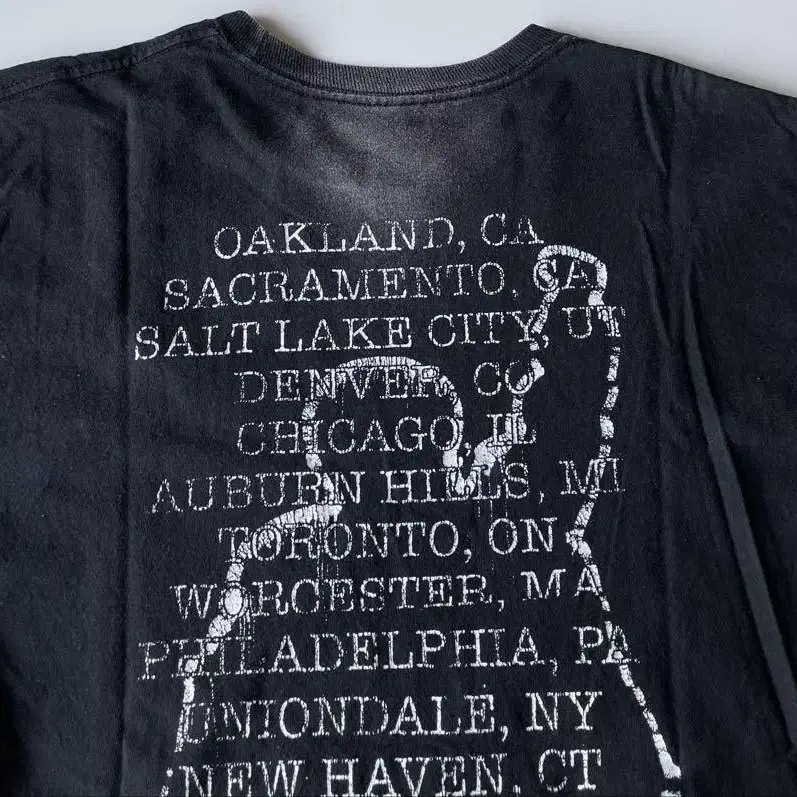 OAKLAND, CA
SACRAMENTO, CA
SALT LAKE CITY, UT
DENVER, CO
CHICAGO, IL
AUBURN HILLS, MI
TORONTO, ON
WORCESTER, MA
PHILADELPHIA, PA
UNIONDALE, NY
NEW HAVEN, CT